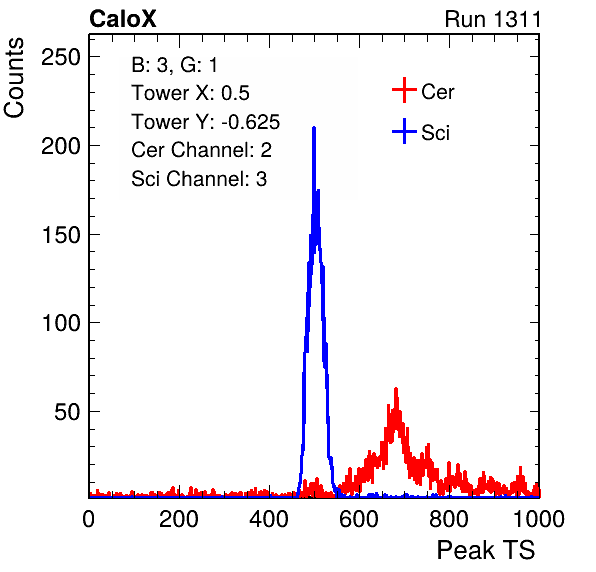 CaloX Run 1311
Counts
250
200
150
100
50
B: 3, G: 1
Tower X: 0.5
Tower Y: -0.625
Cer Channel: 2
Sci Channel: 3
Cer
Sci
0 200 400 600 800 1000
Peak TS